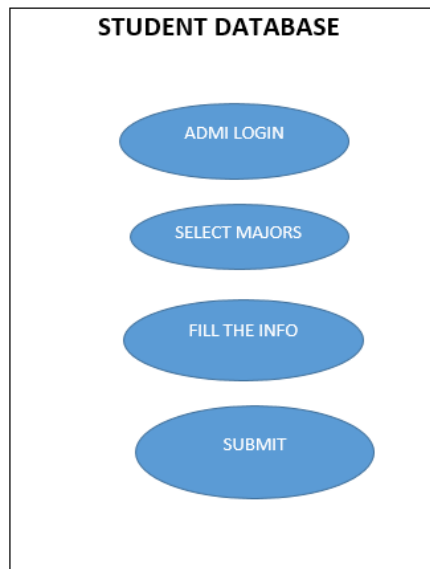 STUDENT DATABASE
ADMI LOGIN
SELECT MAJORS
FILL THE INFO
SUBMIT